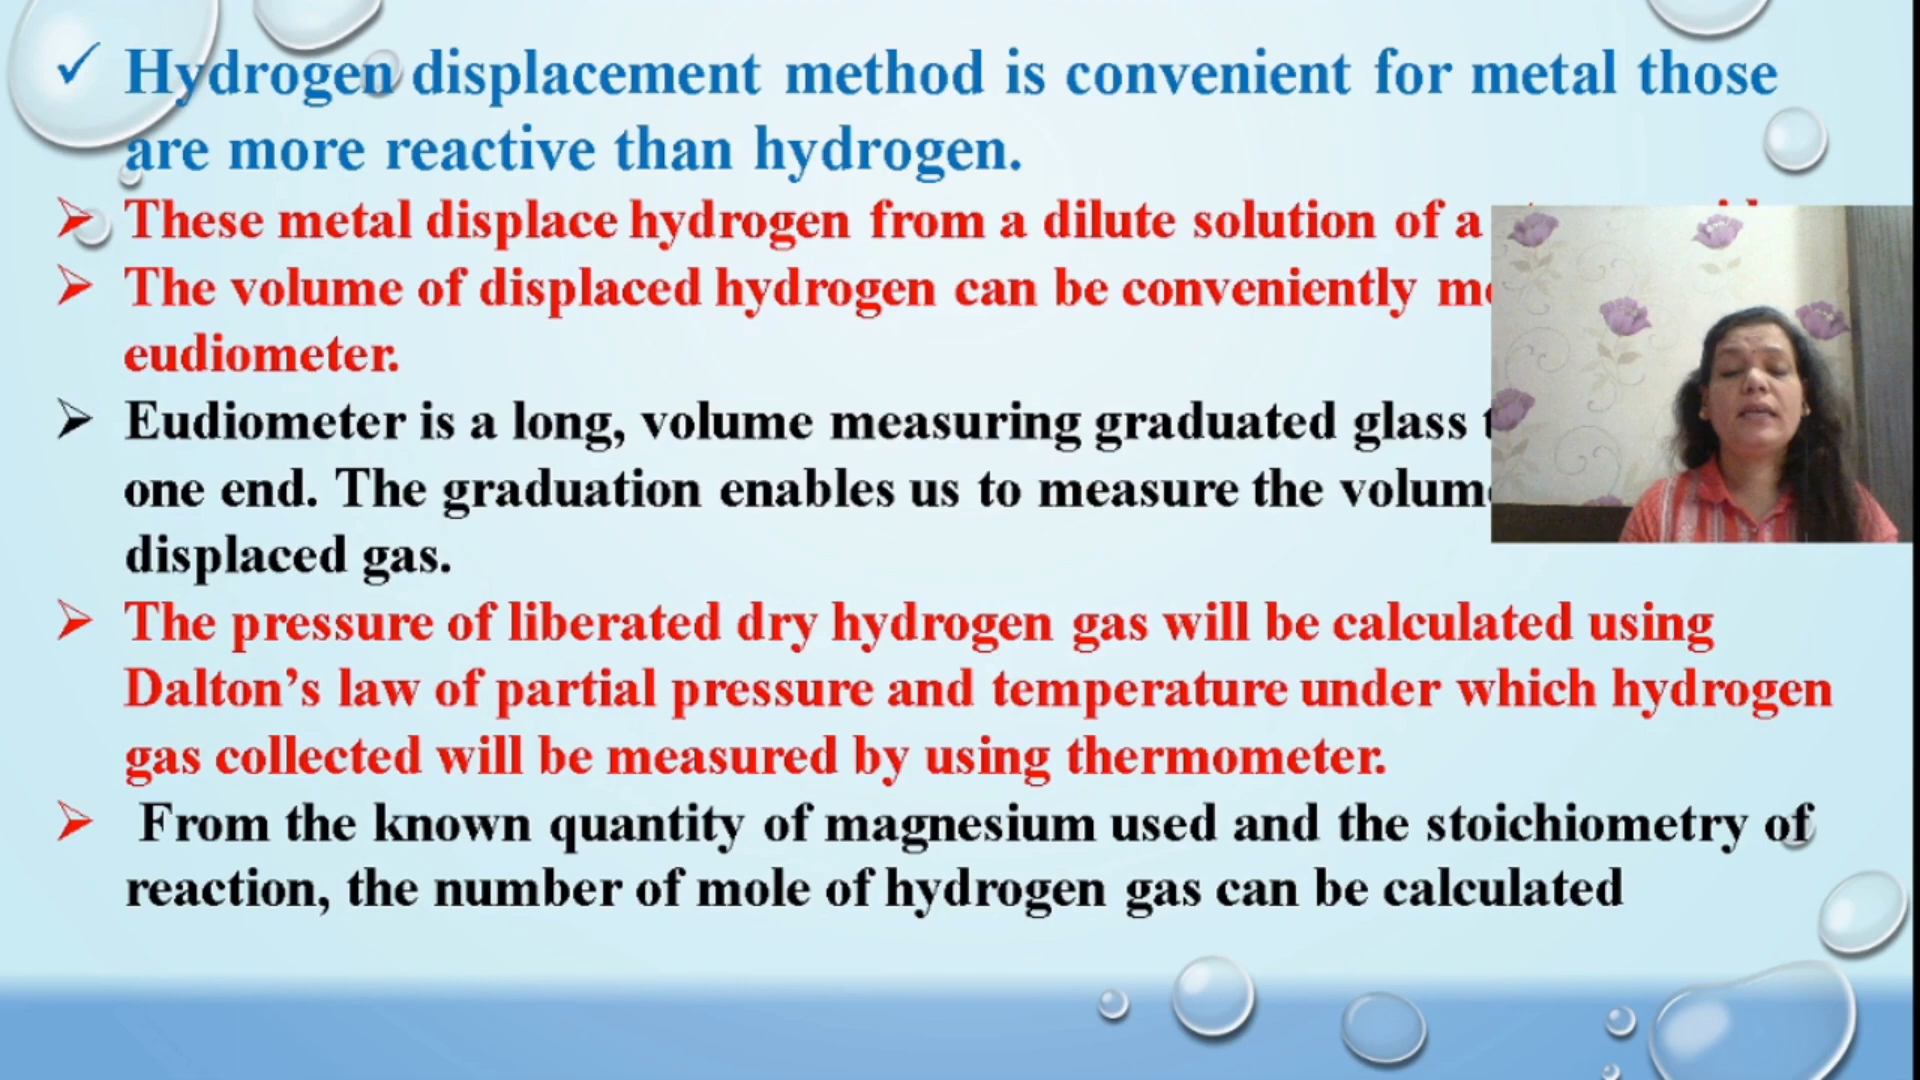 Hydrogen displacement method is convenient for metal those
are more reactive than hydrogen.
These metal displace hydrogen from a dilute solution of a
The volume of displaced hydrogen can be conveniently
eudiometer.
Eudiometer is a long, volume measuring graduated glass
one end. The graduation enables us to measure the
displaced gas.
The pressure of liberated dry hydrogen gas will be calculated using
Dalton’s law of partial pressure and temperature under which hydrogen
gas collected will be measured by using thermometer.
From the known quantity of magnesium used and the stoichiometry of
reaction, the number of mole of hydrogen gas can be calculated